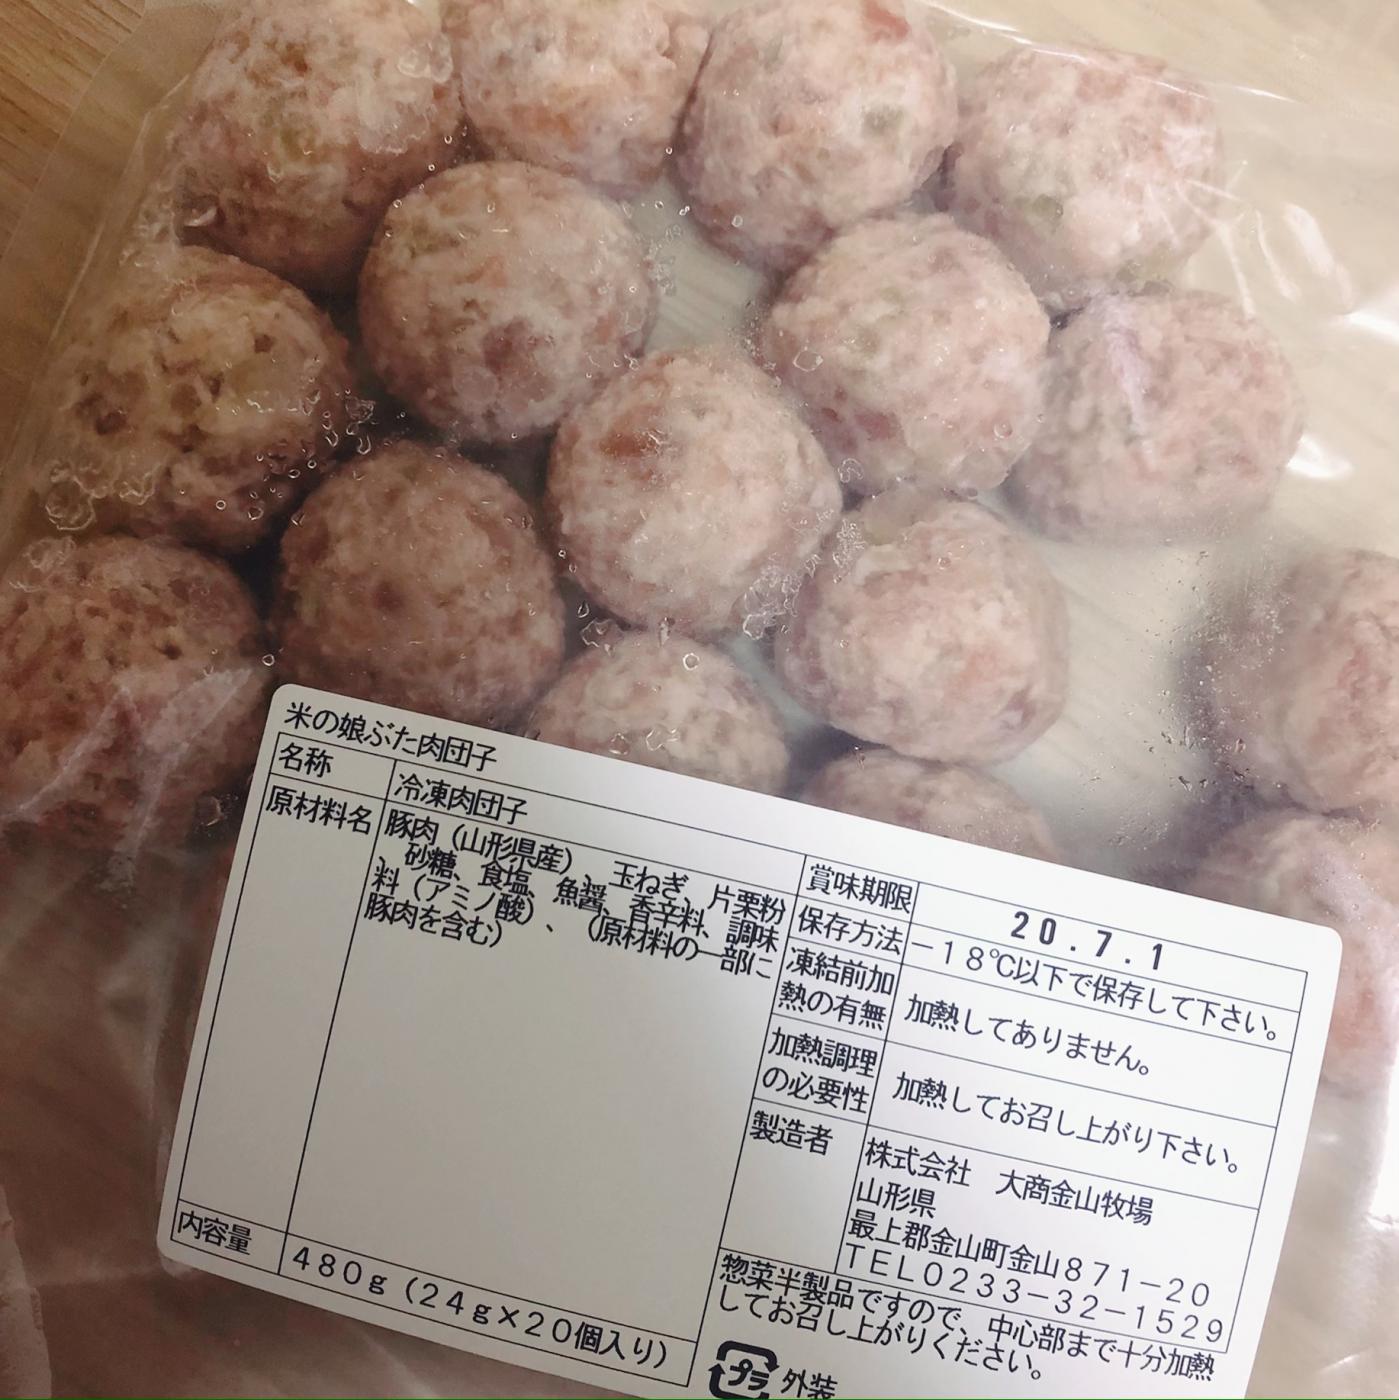 米の娘ぶた肉団子
名称
冷凍肉団子
原材料名
豚肉（山形県産）、玉ねぎ、片栗粉
、砂糖、食塩、魚醤、香辛料、調味
料（アミノ酸）、（原材料の一部に
豚肉を含む）
内容量
480g（24g×20個入り）
賞味期限
20.7.1
保存方法
－18℃以下で保存して下さい。
凍結前加
熱の有無
加熱してありません。
加熱調理
の必要性
加熱してお召し上がり下さい。
製造者
株式会社　大商金山牧場
山形県
最上郡金山町金山871－20
TEL0233－32－1529
惣菜半製品ですので、中心部まで十分加熱
してお召し上がりください。
プラ
外装